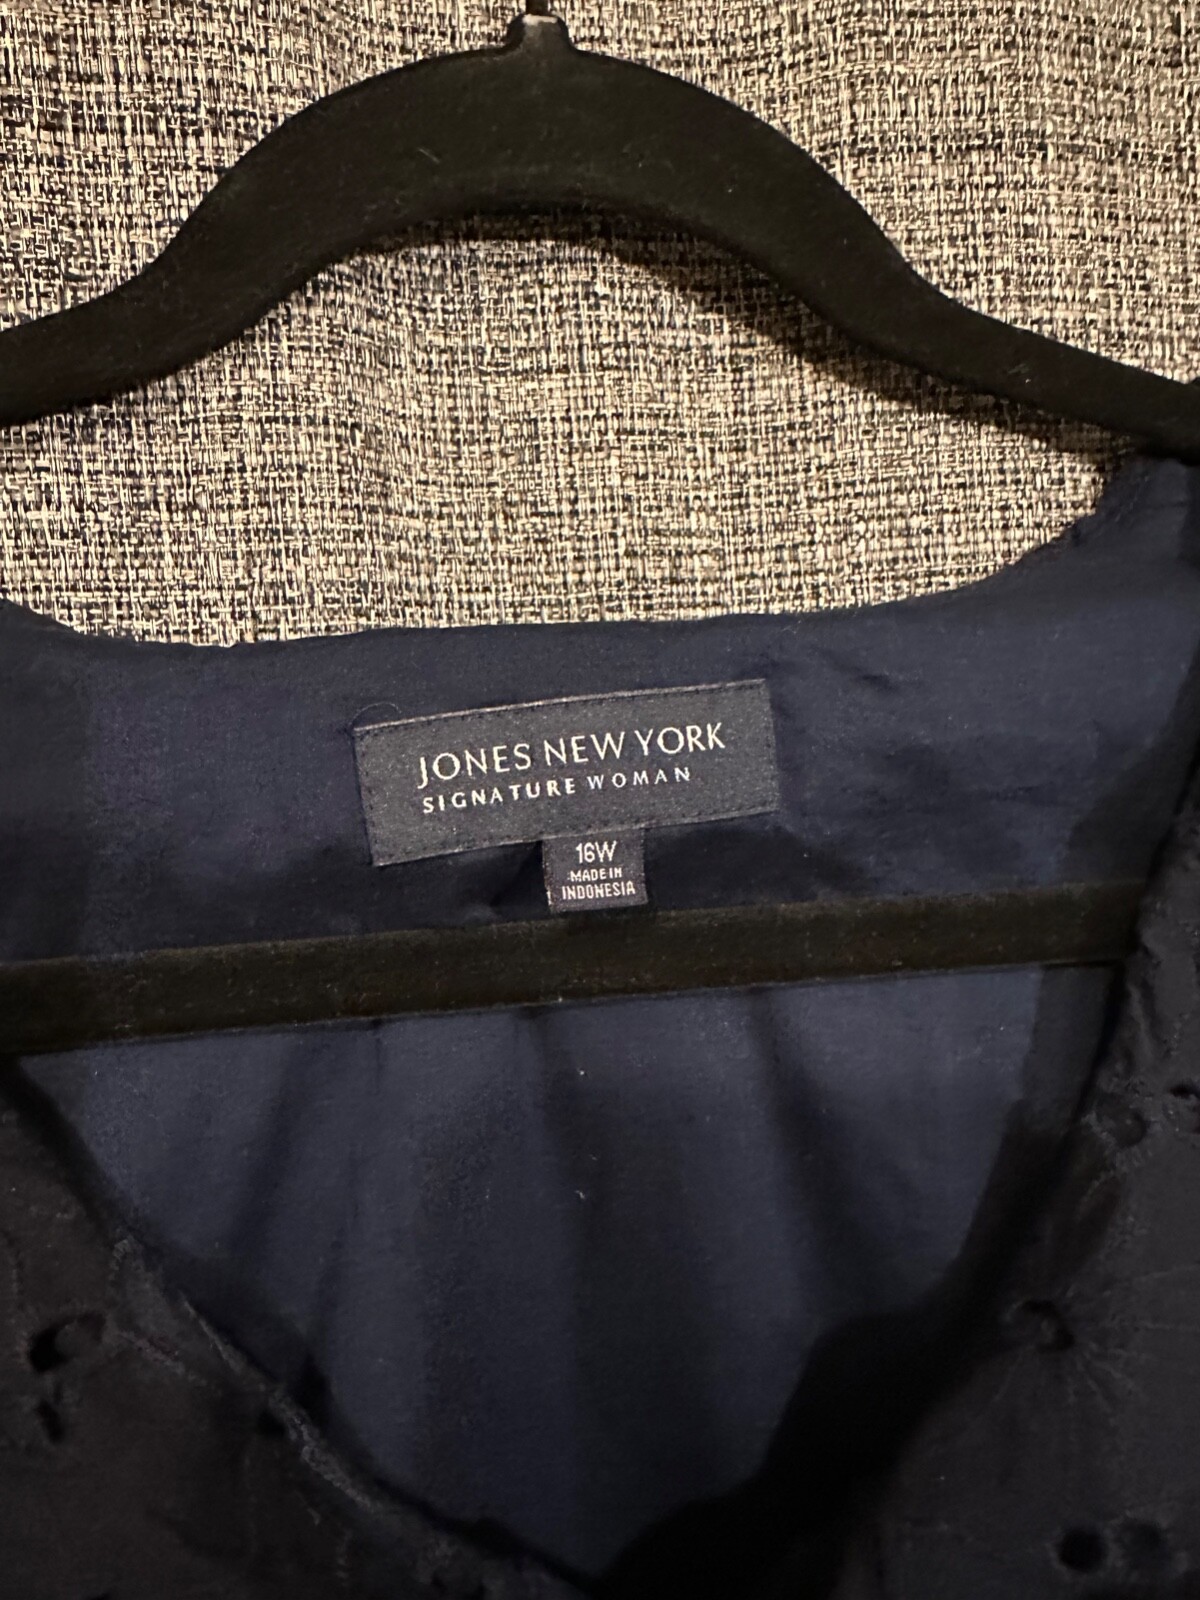 JONES NEW YORK
SIGNATURE WOMAN
16W
MADE IN
INDONESIA